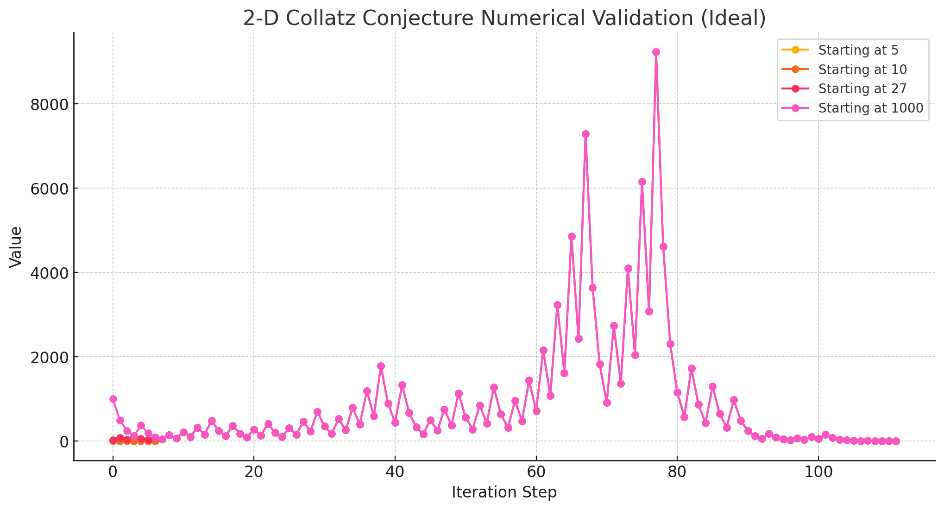 2-D Collatz Conjecture Numerical Validation (Ideal)
Starting at 5
Starting at 10
Starting at 27
Starting at 1000
8000
6000
4000
2000
0
Value
0 20 40 60 80 100
Iteration Step